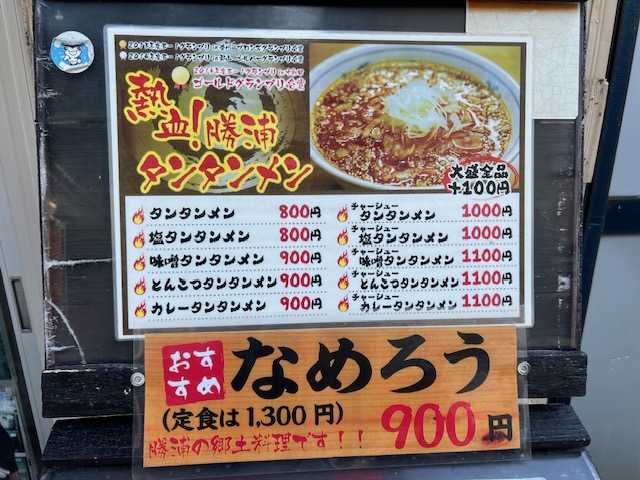 ゴールドグランプリ受賞
熱血!勝浦
タンタンメン
大盛全品
+100円
タンタンメン 800円
塩タンタンメン 800円
味噌タンタンメン 900円
とんこつタンタンメン 900円
カレータンタンメン 900円
チャーシュー
タンタンメン 1000円
チャーシュー
塩タンタンメン 1000円
チャーシュー
味噌タンタンメン 1100円
チャーシュー
とんこつタンタンメン 1100円
チャーシュー
カレータンタンメン 1100円
おすすめ
なめろう
(定食は1,300円)
900円
勝浦の郷土料理です!!